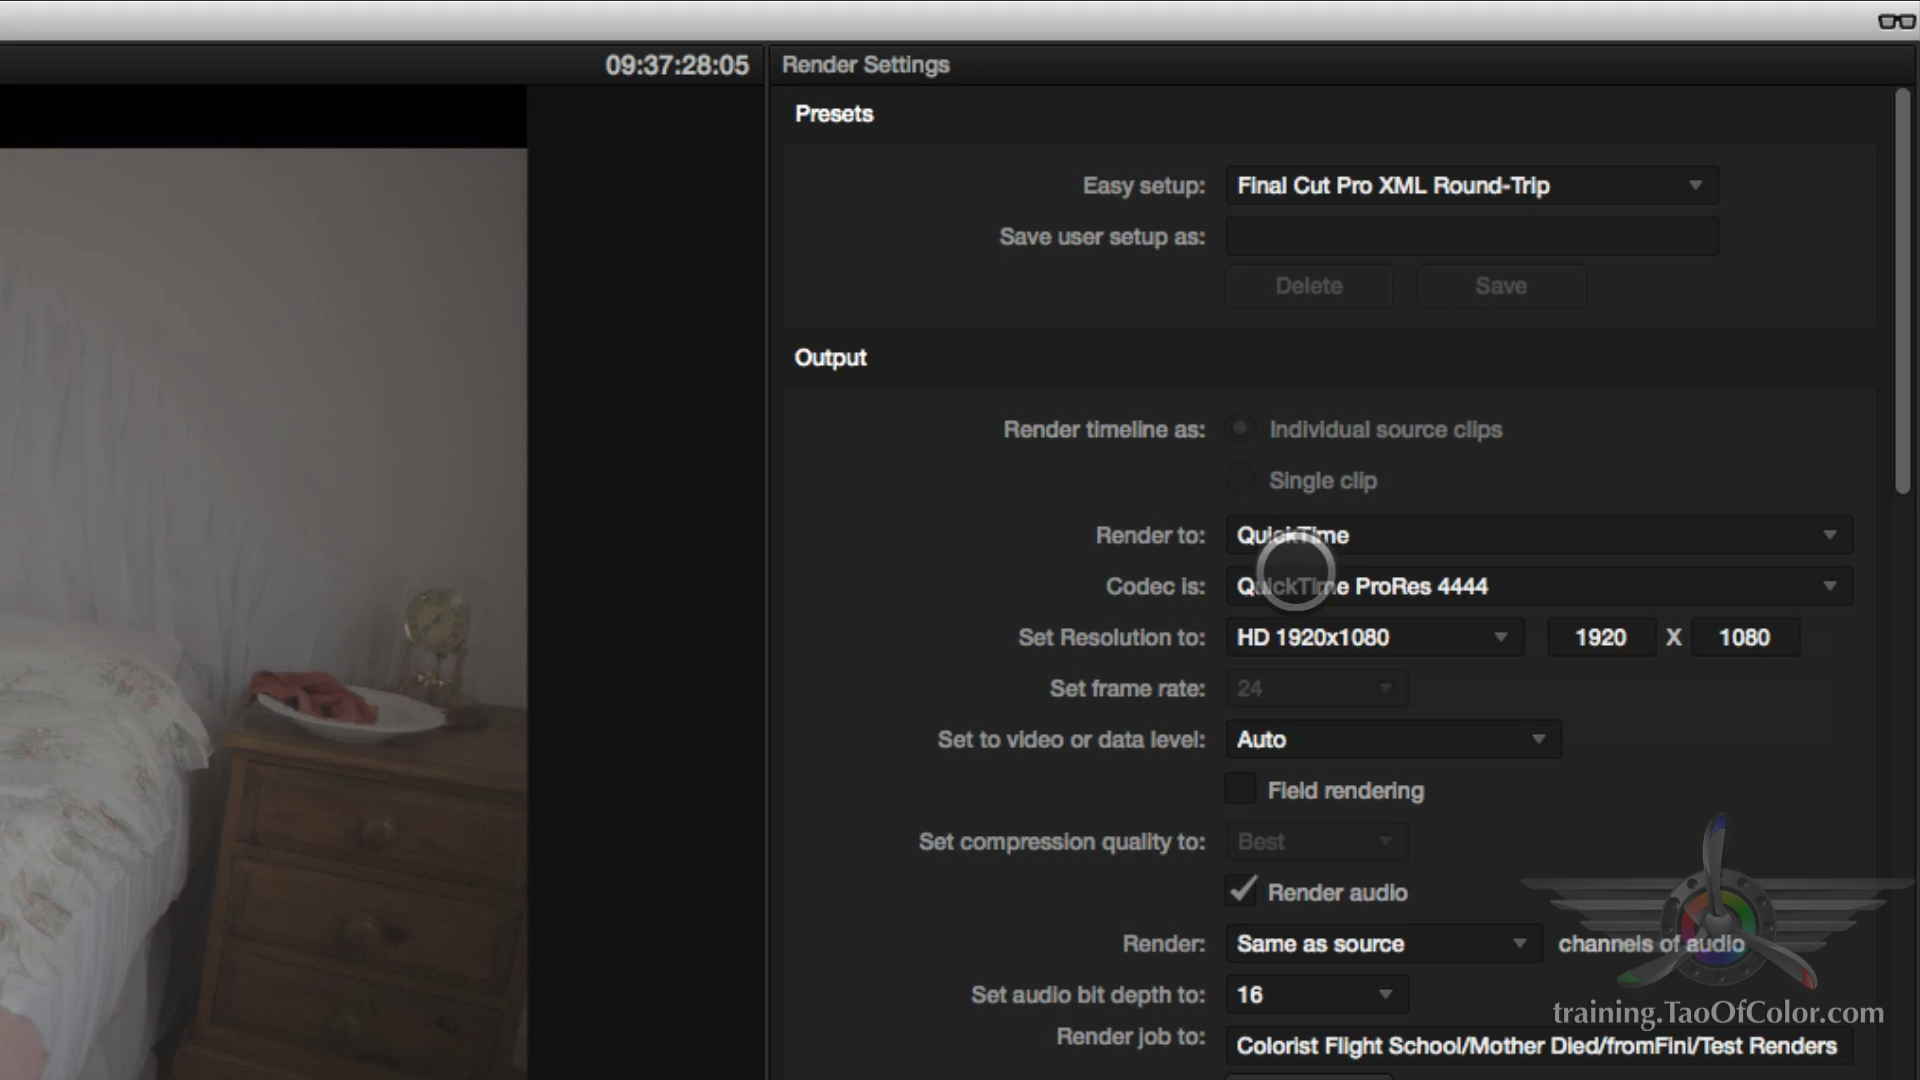 09:37:28:05 Render Settings
Presets
Easy setup: Final Cut Pro XML Round-Trip
Save user setup as:
Delete Save
Output
Render timeline as: Individual source clips
Single clip
Render to: QuickTime
Codec is: QuickTime ProRes 4444
Set Resolution to: HD 1920x1080 1920 X 1080
Set frame rate: 24
Set to video or data level: Auto
Field rendering
Set compression quality to: Best
Render audio
Render: Same as source channels of audio
Set audio bit depth to: 16
training.TaoOfColor.com
Render job to: Colorist Flight School/Mother Died/fromFini/Test Renders